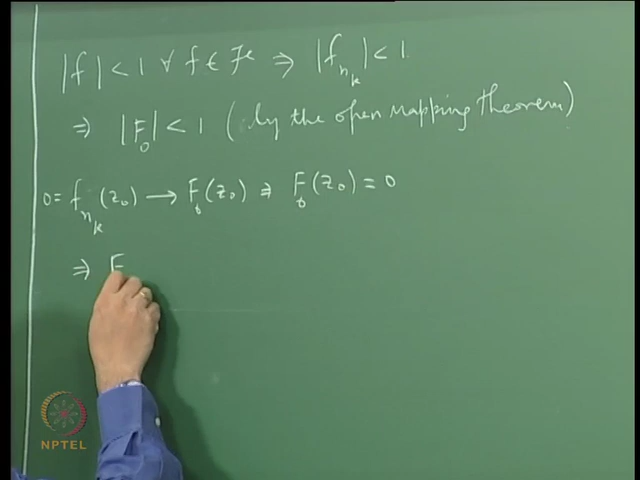 |f| < 1 ∀ f ∈ ℱ ⇒ |f_{n_k}| < 1.
⇒ |F_0| < 1 (by the open mapping theorem)
0 = f_{n_k}(z_0) → F_0(z_0) ⇒ F_0(z_0) = 0
⇒ F
NPTEL